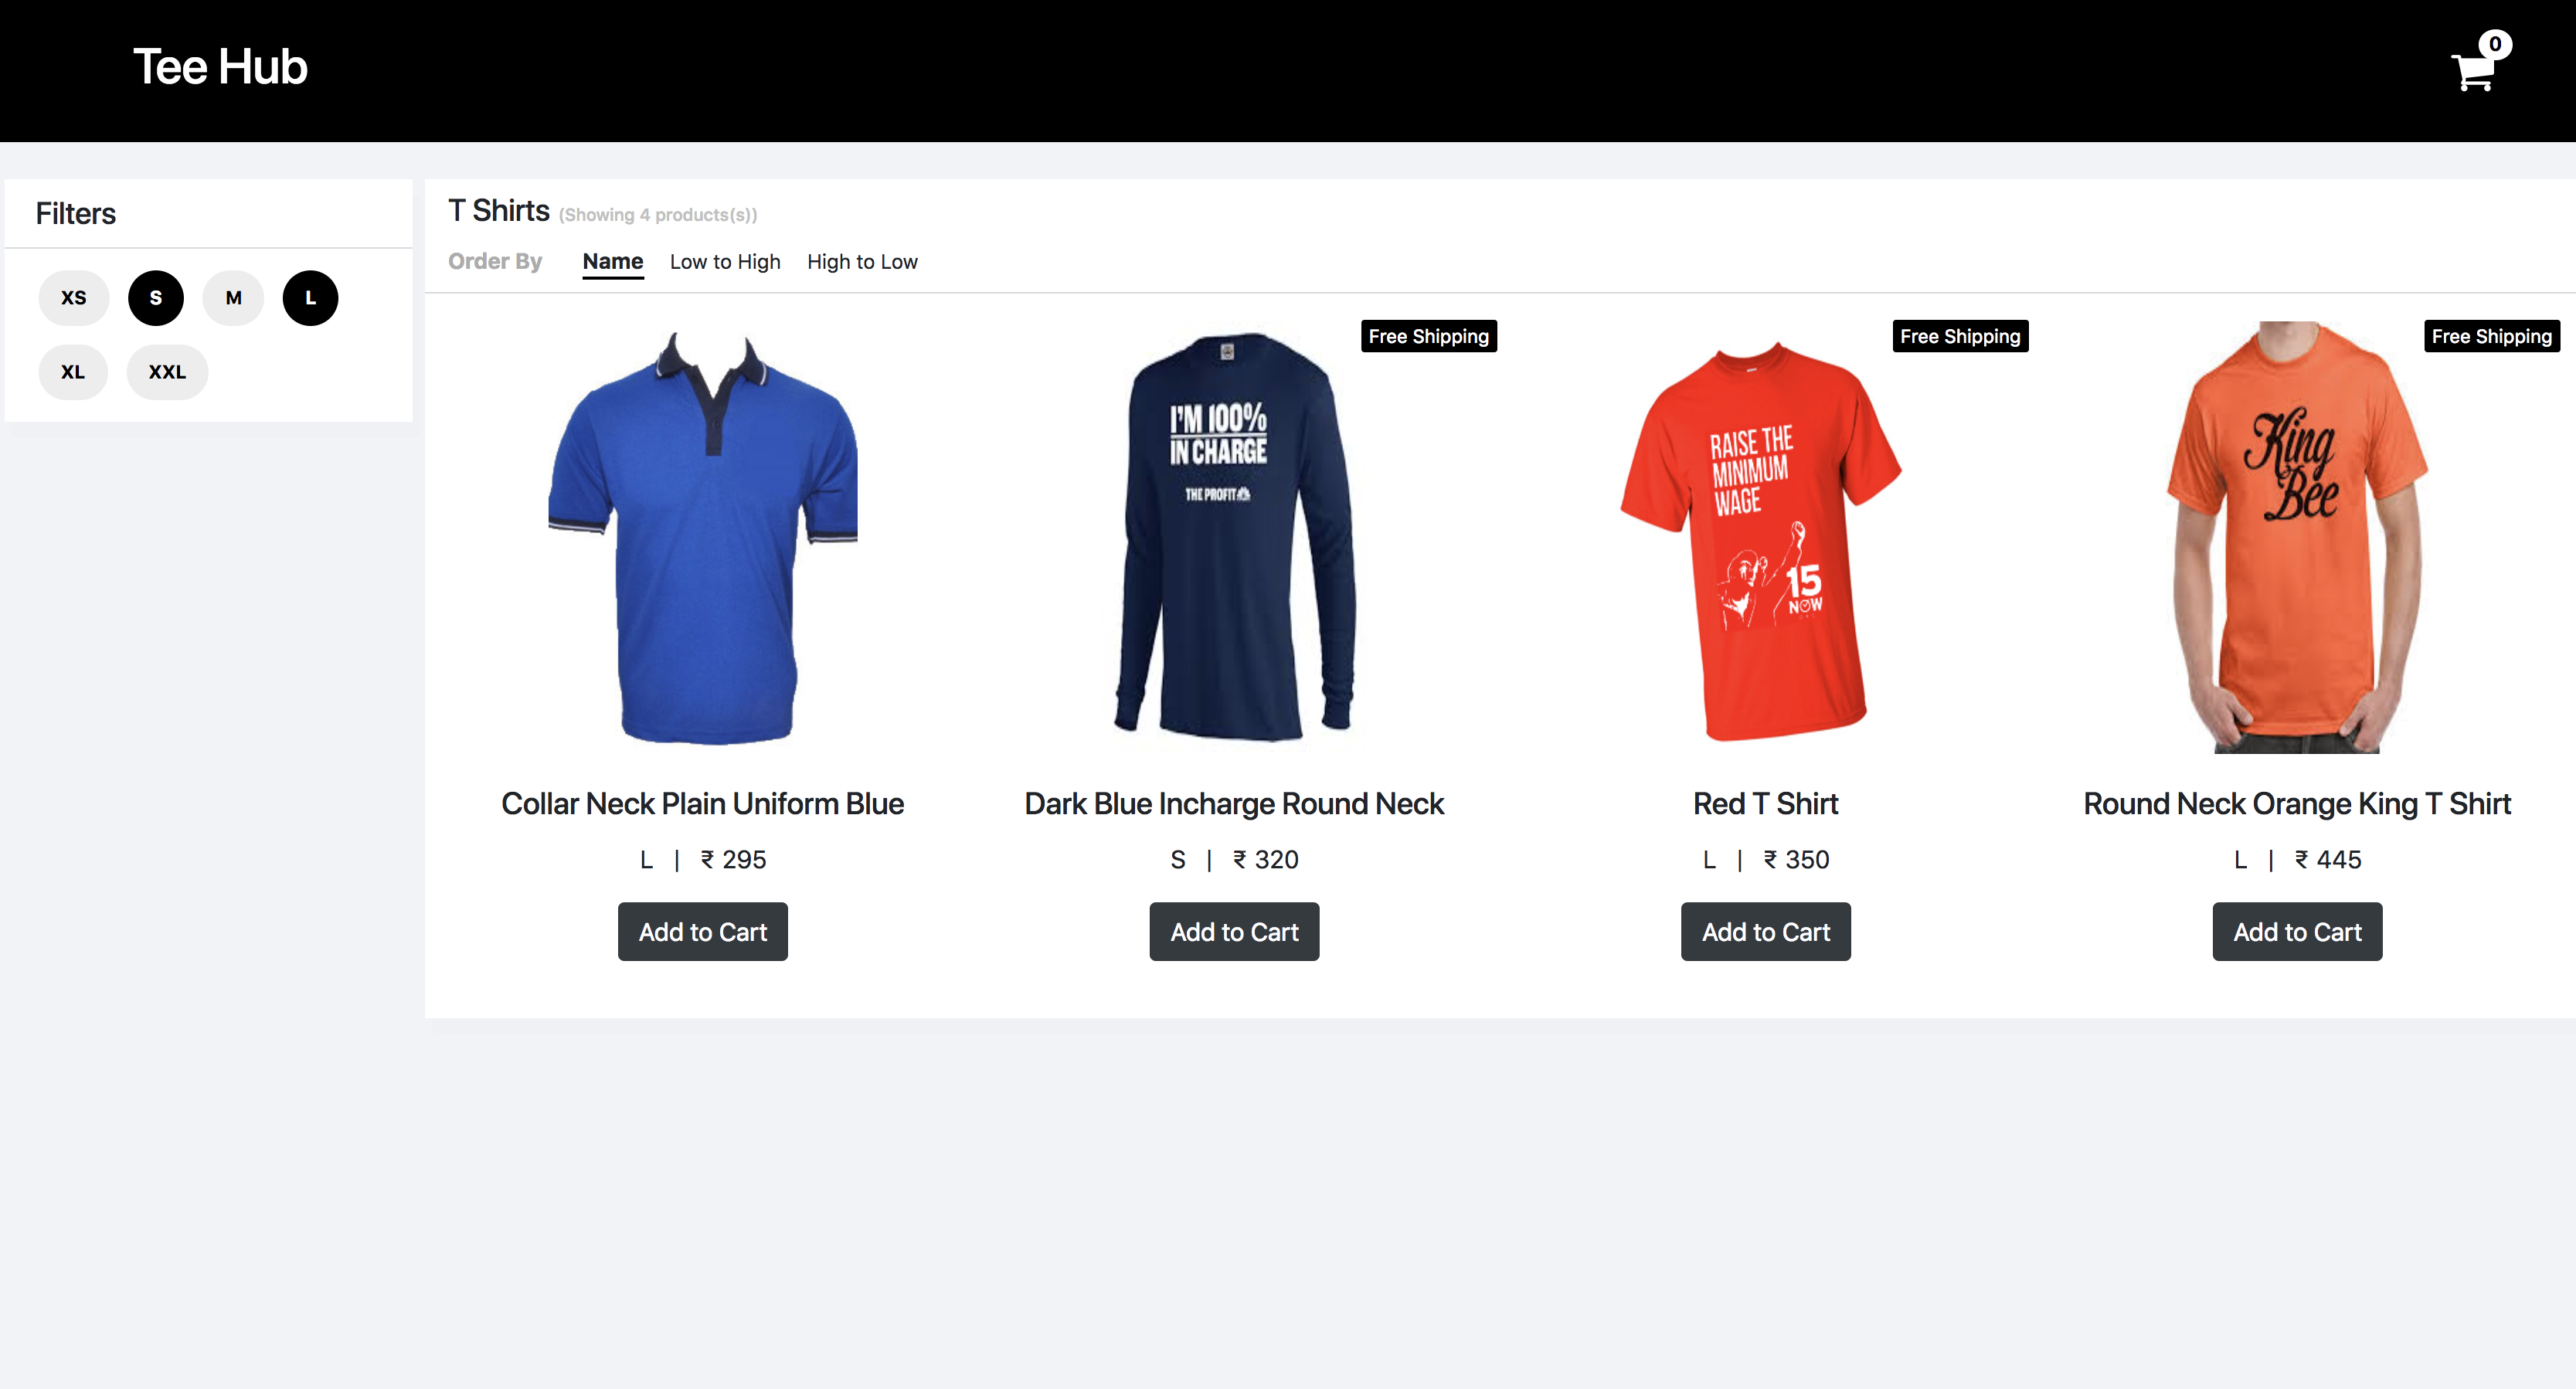 Tee Hub
0
Filters
XS S M L
XL XXL
T Shirts (Showing 4 products(s))
Order By Name Low to High High to Low
Free Shipping
Free Shipping
Free Shipping
I'M 100%
IN CHARGE
THE PROFIT
RAISE THE
MINIMUM
WAGE
15
NOW
King
Bee
Collar Neck Plain Uniform Blue
L | ₹ 295
Add to Cart
Dark Blue Incharge Round Neck
S | ₹ 320
Add to Cart
Red T Shirt
L | ₹ 350
Add to Cart
Round Neck Orange King T Shirt
L | ₹ 445
Add to Cart